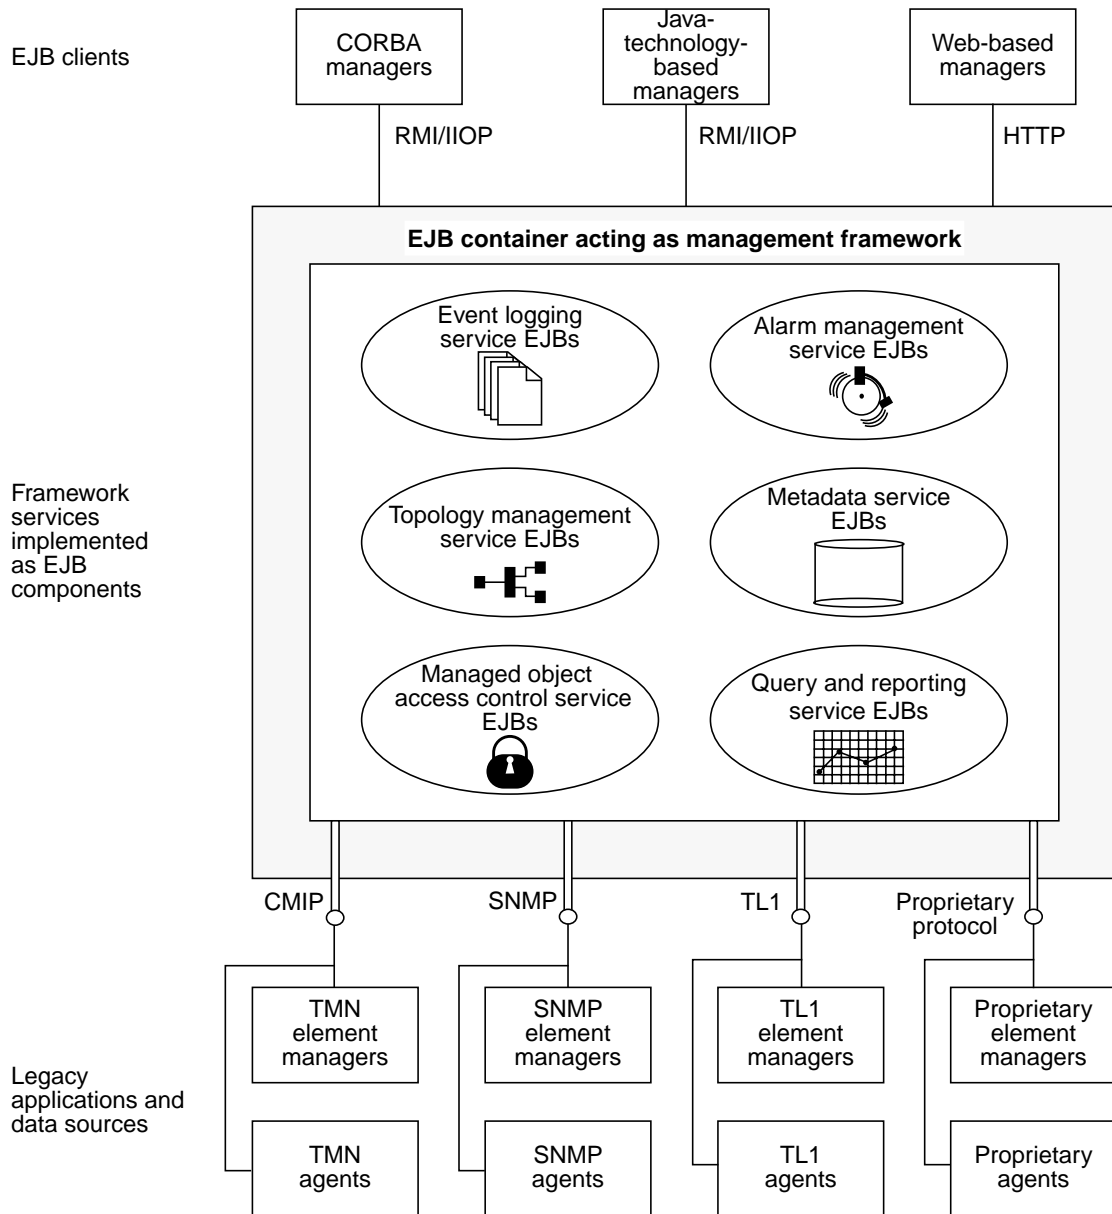 EJB clients
CORBA
managers
Java-
technology-
based
managers
Web-based
managers
RMI/IIOP
RMI/IIOP
HTTP
EJB container acting as management framework
Event logging
service EJBs
Alarm management
service EJBs
Framework
services
implemented
as EJB
components
Topology management
service EJBs
Metadata service
EJBs
Managed object
access control service
EJBs
Query and reporting
service EJBs
CMIP
SNMP
TL1
Proprietary
protocol
Legacy
applications and
data sources
TMN
element
managers
SNMP
element
managers
TL1
element
managers
Proprietary
element
managers
TMN
agents
SNMP
agents
TL1
agents
Proprietary
agents